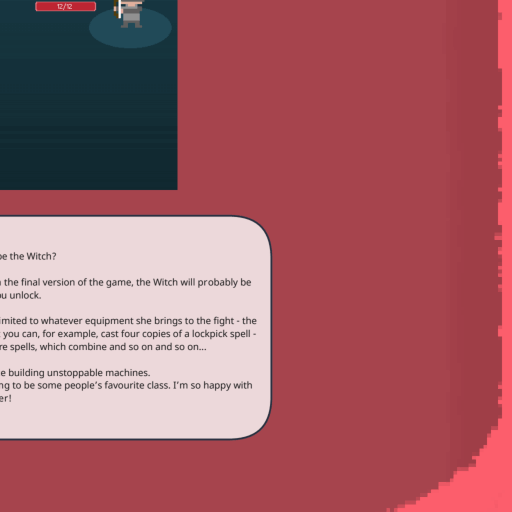 12/12
be the Witch?
the final version of the game, the Witch will probably be
ou unlock.
imited to whatever equipment she brings to the fight - the
you can, for example, cast four copies of a lockpick spell -
re spells, which combine and so on and so on...
e building unstoppable machines.
ng to be some people's favourite class. I'm so happy with
er!